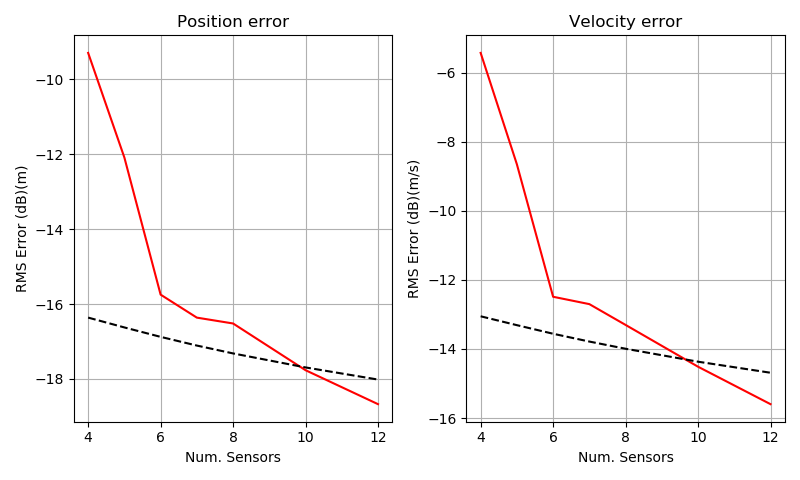 Position error
−10
−12
−14
−16
−18
RMS Error (dB)(m)
4 6 8 10 12
Num. Sensors
Velocity error
−6
−8
−10
−12
−14
−16
RMS Error (dB)(m/s)
4 6 8 10 12
Num. Sensors